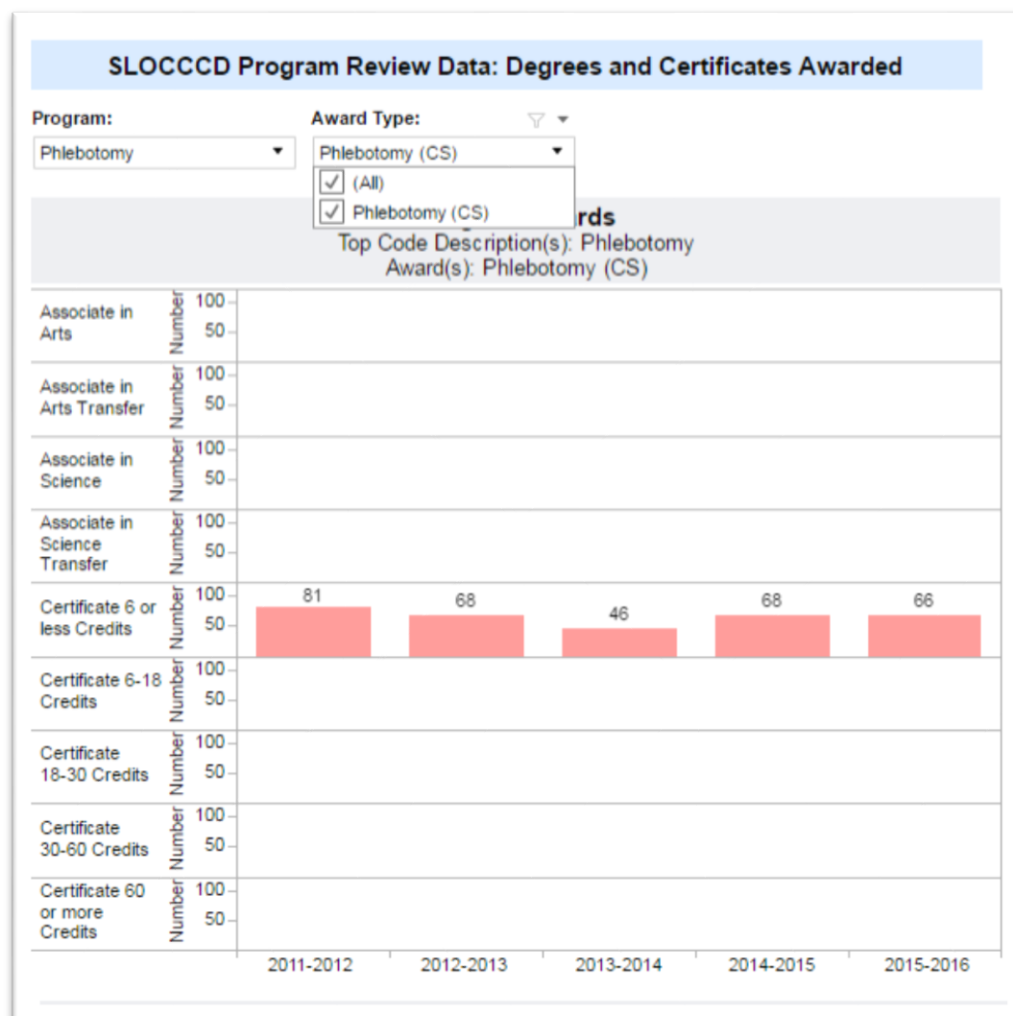 SLOCCCD Program Review Data: Degrees and Certificates Awarded
Program:
Award Type:
Phlebotomy
Phlebotomy (CS)
(All)
Phlebotomy (CS)
Top Code Description(s): Phlebotomy
Award(s): Phlebotomy (CS)
Associate in
Arts
Number
100
50
Associate in
Arts Transfer
Number
100
50
Associate in
Science
Number
100
50
Associate in
Science
Transfer
Number
100
50
Certificate 6 or
less Credits
Number
100
50
81
68
46
68
66
Certificate 6-18
Credits
Number
100
50
Certificate
18-30 Credits
Number
100
50
Certificate
30-60 Credits
Number
100
50
Certificate 60
or more
Credits
Number
100
50
2011-2012
2012-2013
2013-2014
2014-2015
2015-2016